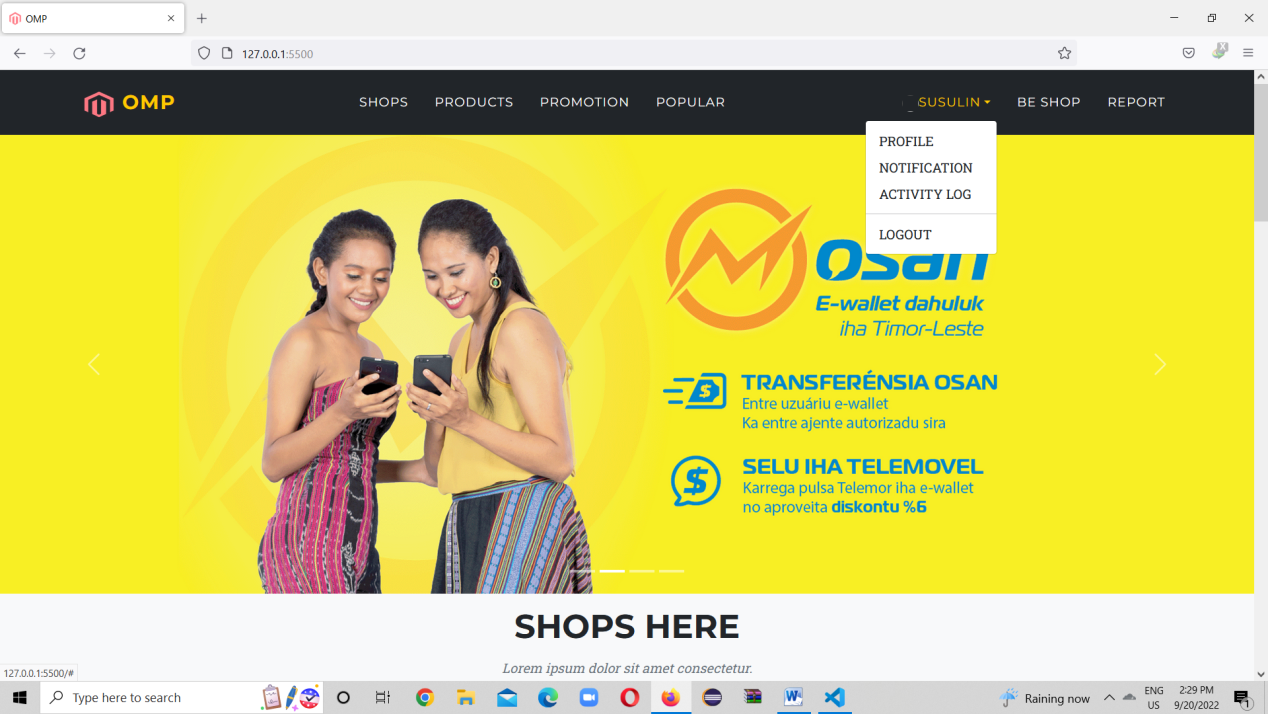 OMP
127.0.0.1:5500
OMP
SHOPS
PRODUCTS
PROMOTION
POPULAR
SUSULIN
BE SHOP
REPORT
PROFILE
NOTIFICATION
ACTIVITY LOG
LOGOUT
osan
E-wallet dahuluk
iha Timor-Leste
TRANSFERÉNSIA OSAN
Entre uzuáriu e-wallet
Ka entre ajente autorizadu sira
SELU IHA TELEMOVEL
Karrega pulsa Telemor iha e-wallet
no aproveita diskontu %6
SHOPS HERE
Lorem ipsum dolor sit amet consectetur.
127.0.0.1:5500/#
Type here to search
Raining now
ENG
US
2:29 PM
9/20/2022
1